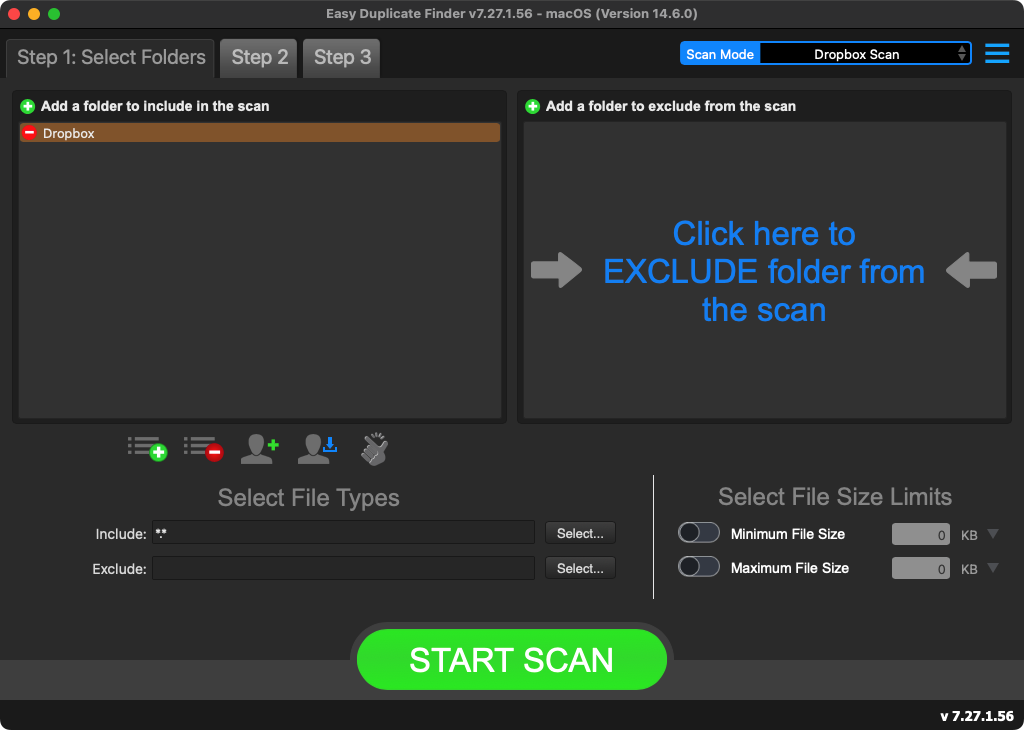 Easy Duplicate Finder v7.27.1.56 - macOS (Version 14.6.0)
Step 1: Select Folders
Step 2
Step 3
Scan Mode
Dropbox Scan
Add a folder to include in the scan
Dropbox
Add a folder to exclude from the scan
Click here to
EXCLUDE folder from
the scan
Select File Types
Include:
*.*
Select...
Exclude:
Select...
Select File Size Limits
Minimum File Size
0
KB
Maximum File Size
0
KB
START SCAN
v 7.27.1.56